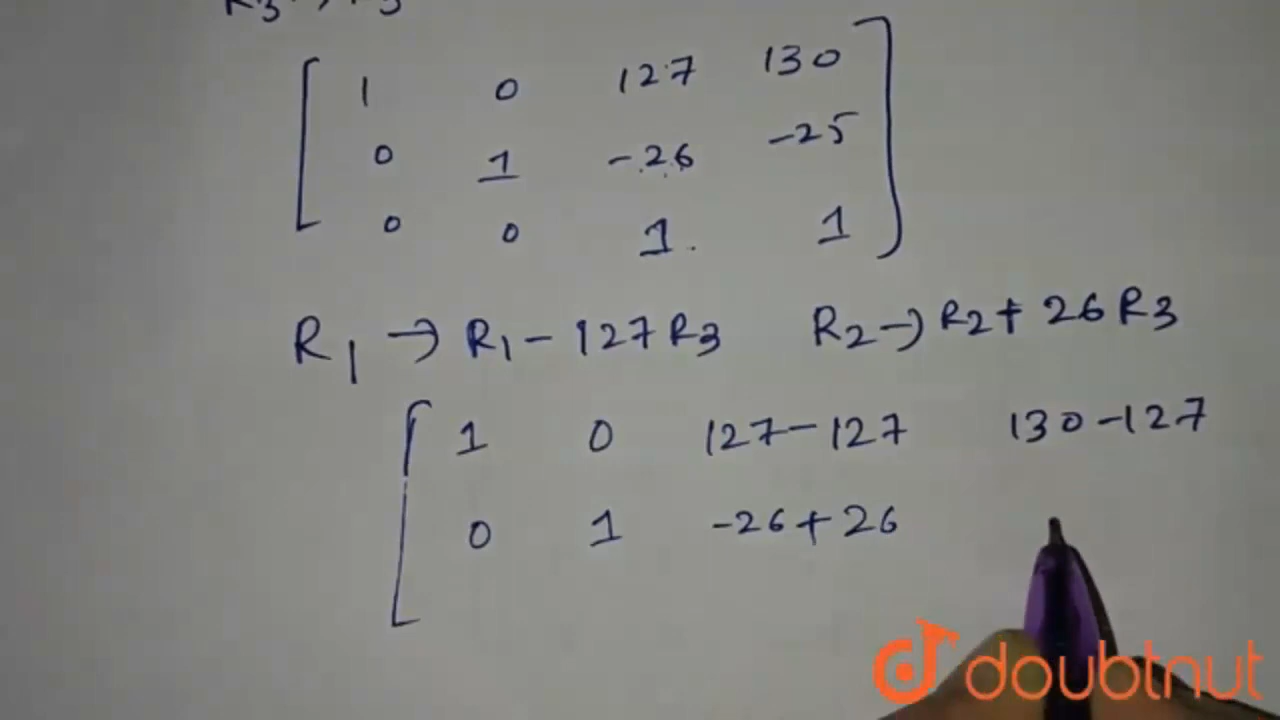 1 0 127 130
0 1 -26 -25
0 0 1. 1
R1 → R1 - 127R3 R2 → R2 + 26R3
1 0 127-127 130-127
0 1 -26+26
doubtnut